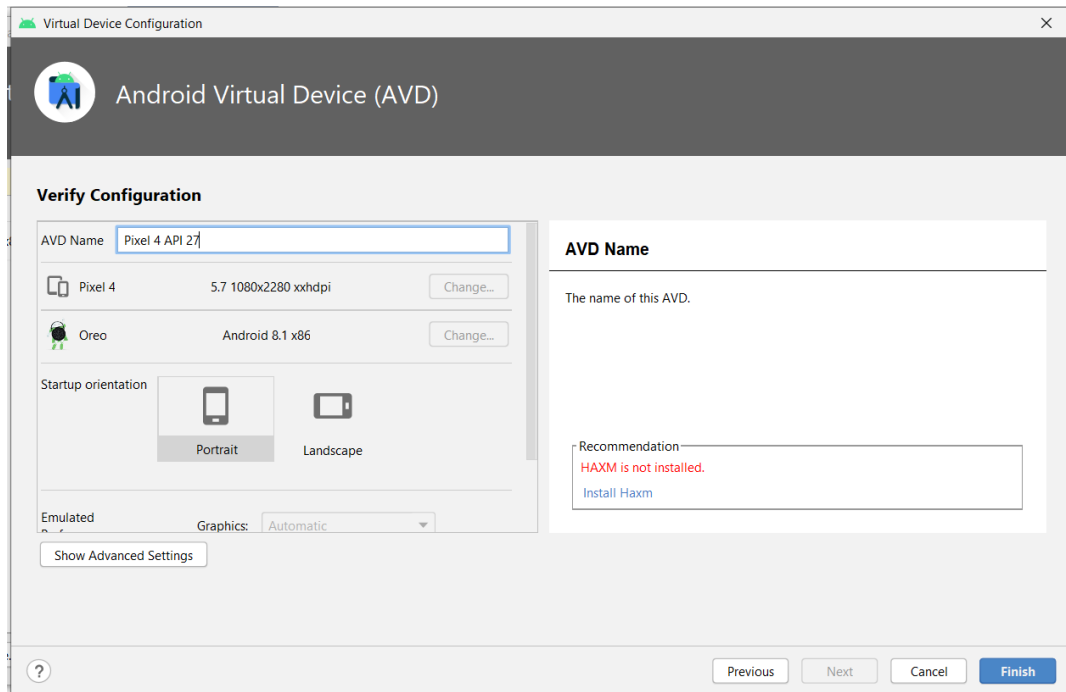 Virtual Device Configuration
Android Virtual Device (AVD)
Verify Configuration
AVD Name Pixel 4 API 27
Pixel 4 5.7 1080x2280 xxhdpi Change...
Oreo Android 8.1 x86 Change...
Startup orientation
Portrait
Landscape
Emulated
Graphics: Automatic
Show Advanced Settings
AVD Name
The name of this AVD.
Recommendation
HAXM is not installed.
Install Haxm
?
Previous Next Cancel Finish